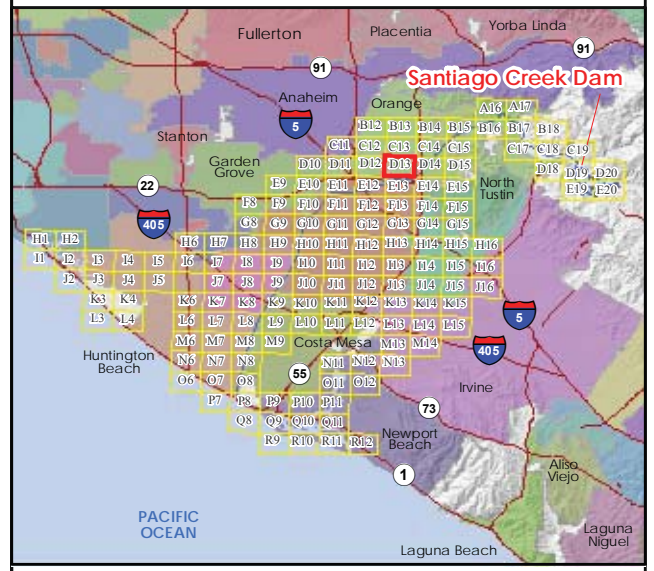 Fullerton
Placentia
Yorba Linda
91
91
Santiago Creek Dam
Anaheim
Orange
A16 A17
5
B12 B13 B14 B15 B16 B17 B18
Stanton
C11 C12 C13 C14 C15 C17 C18 C19
Garden
Grove
D10 D11 D12 D13 D14 D15 D18 D19 D20
22
E9 E10 E11 E12 E13 E14 E15 E19 E20
North
Tustin
405
F8 F9 F10 F11 F12 F13 F14 F15
G8 G9 G10 G11 G12 G13 G14 G15
H1 H2 H6 H7 H8 H9 H10 H11 H12 H13 H14 H15 H16
I1 I2 I3 I4 I5 I6 I7 I8 I9 I10 I11 I12 I13 I14 I15 I16
J2 J3 J4 J5 J7 J8 J9 J10 J11 J12 J13 J14 J15 J16
K3 K4 K6 K7 K8 K9 K10 K11 K12 K13 K14 K15
5
L3 L4 L6 L7 L8 L9 L10 L11 L12 L13 L14 L15
M6 M7 M8 M9 Costa Mesa M13 M14
405
Huntington
Beach
N6 N7 N8 N11 N12 N13
55
O6 O7 O8 O11 O12
Irvine
P7 P8 P9 P10 P11
73
Q8 Q9 Q10 Q11
R9 R10 R11 R12
Newport
Beach
1
Aliso
Viejo
PACIFIC
OCEAN
Laguna
Niguel
Laguna Beach